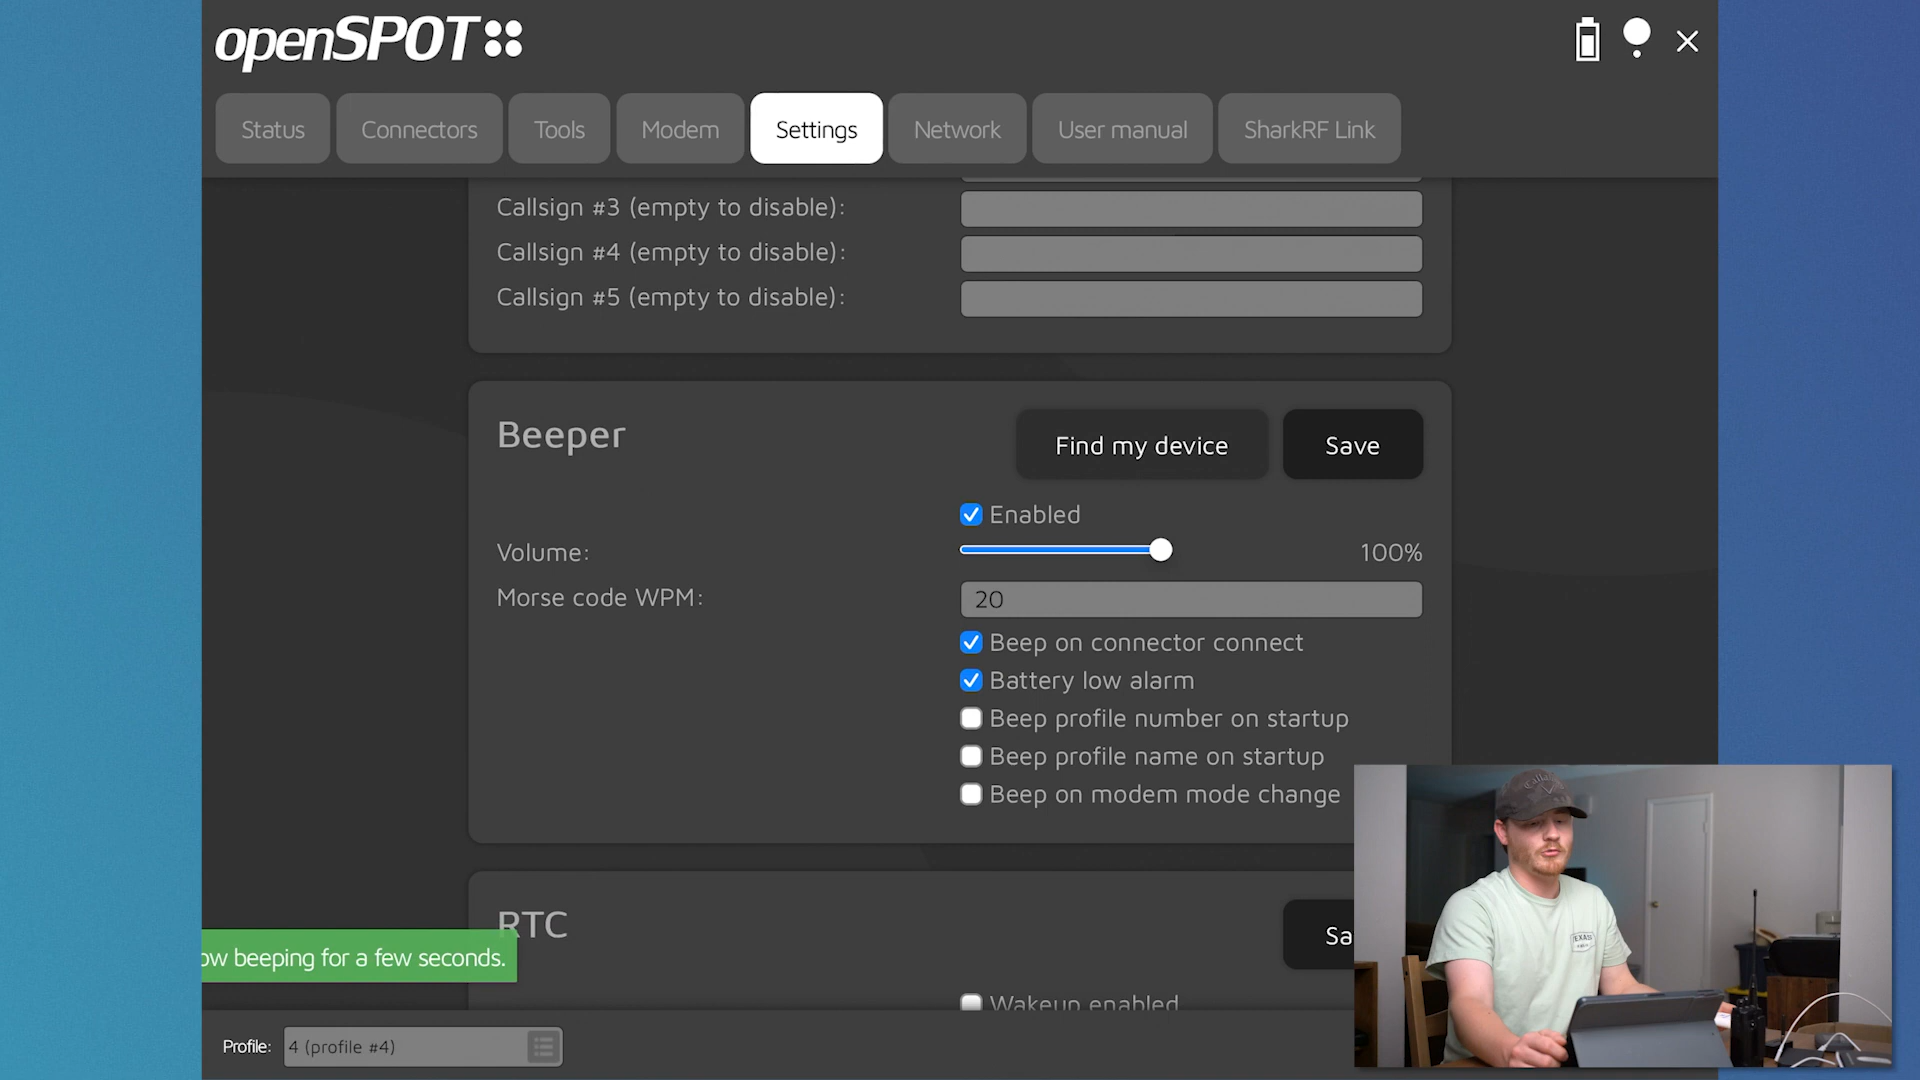 openSPOT
Status
Connectors
Tools
Modem
Settings
Network
User manual
SharkRF Link
Callsign #3 (empty to disable):
Callsign #4 (empty to disable):
Callsign #5 (empty to disable):
Beeper
Find my device
Save
Enabled
Volume:
100%
Morse code WPM:
20
Beep on connector connect
Battery low alarm
Beep profile number on startup
Beep profile name on startup
Beep on modem mode change
RTC
Sa
ow beeping for a few seconds.
Wakeup enabled
Profile:
4 (profile #4)